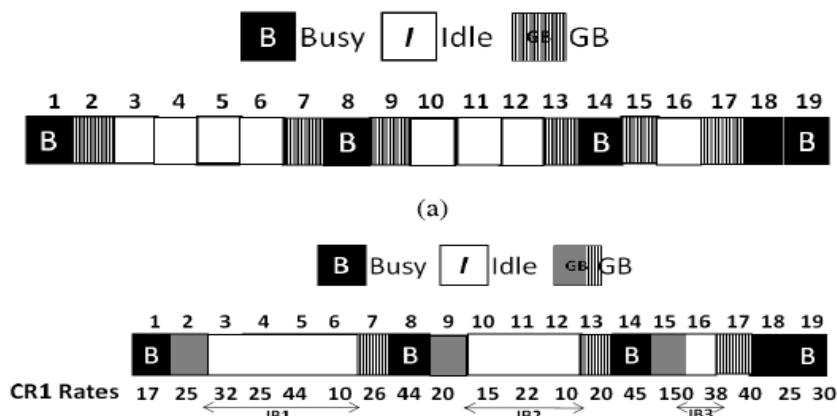 B Busy I Idle GB GB
1 2 3 4 5 6 7 8 9 10 11 12 13 14 15 16 17 18 19
B B B B
(a)
B Busy I Idle GB GB
1 2 3 4 5 6 7 8 9 10 11 12 13 14 15 16 17 18 19
B B B B
CR1 Rates 17 25 32 25 44 10 26 44 20 15 22 10 20 45 150 38 40 25 30
IB1 IB2 IB3